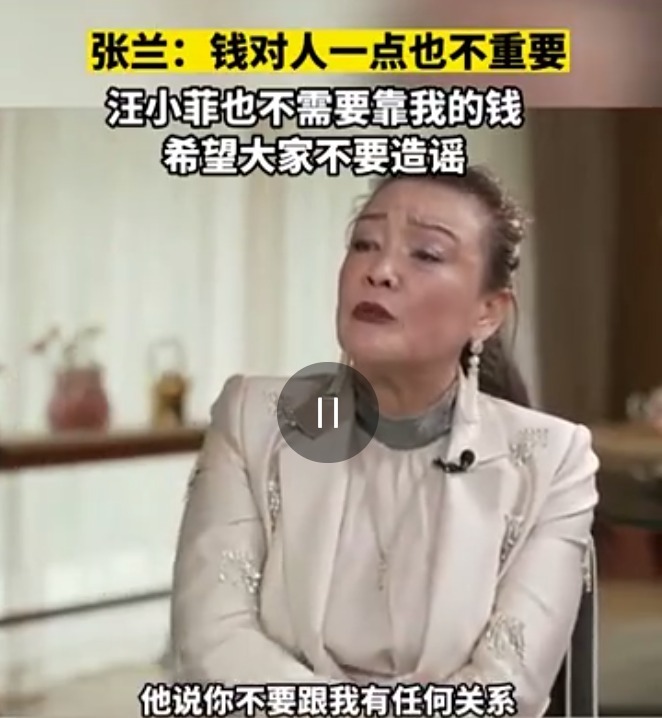 张兰：钱对人一点也不重要
汪小菲也不需要靠我的钱
希望大家不要造谣
他说你不要跟我有任何关系